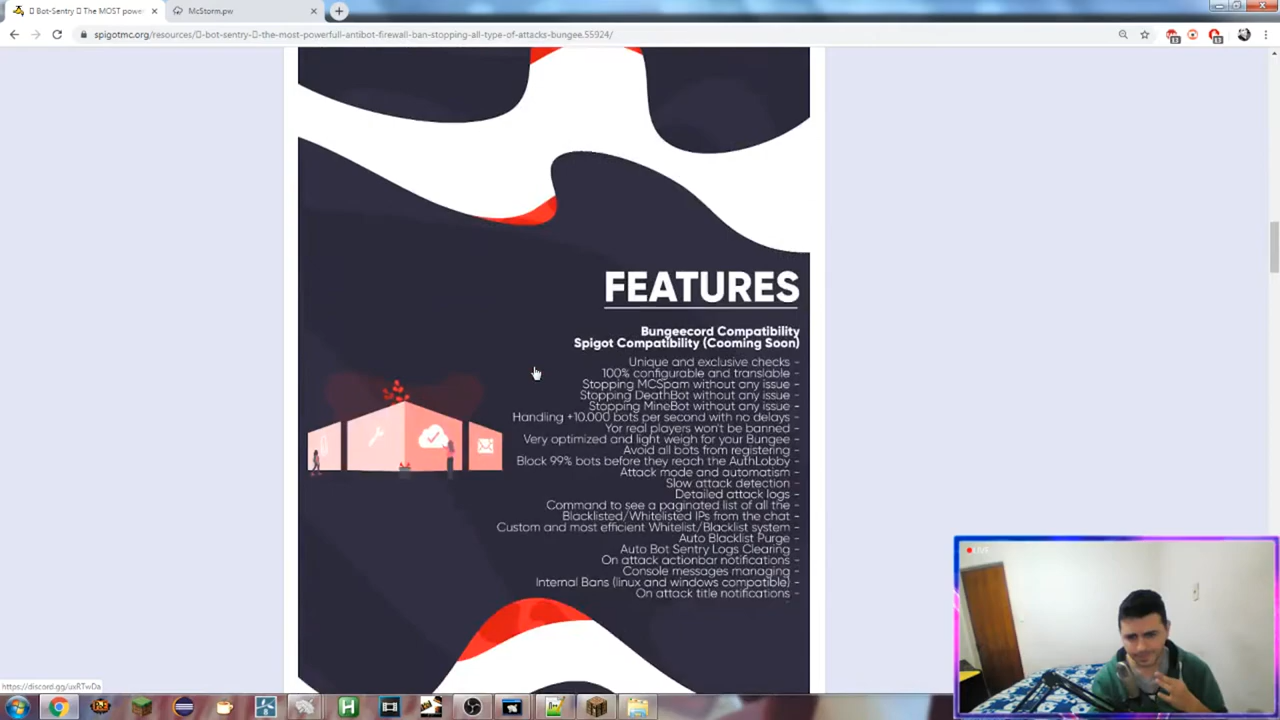 Bot-Sentry The MOST powe
McStorm.pw
spigotmc.org/resources/▯-bot-sentry-▯-the-most-powerfull-antibot-firewall-ban-stopping-all-type-of-attacks-bungee.55924/
FEATURES
Bungeecord Compatibility
Spigot Compatibility (Cooming Soon)
Unique and exclusive checks -
100% configurable and translable -
Stopping MCSpam without any issue -
Stopping DeathBot without any issue -
Stopping MineBot without any issue -
Handling +10.000 bots per second with no delays -
Yor real players won't be banned -
Very optimized and light weigh for your Bungee -
Avoid all bots from registering -
Block 99% bots before they reach the AuthLobby -
Attack mode and automatism -
Slow attack detection -
Detailed attack logs -
Command to see a paginated list of all the -
Blacklisted/Whitelisted IPs from the chat -
Custom and most efficient Whitelist/Blacklist system -
Auto Blacklist Purge -
Auto Bot Sentry Logs Clearing -
On attack actionbar notifications -
Console messages managing -
Internal Bans (linux and windows compatible) -
On attack title notifications -
LIVE
https://discord.gg/uxRTwDa